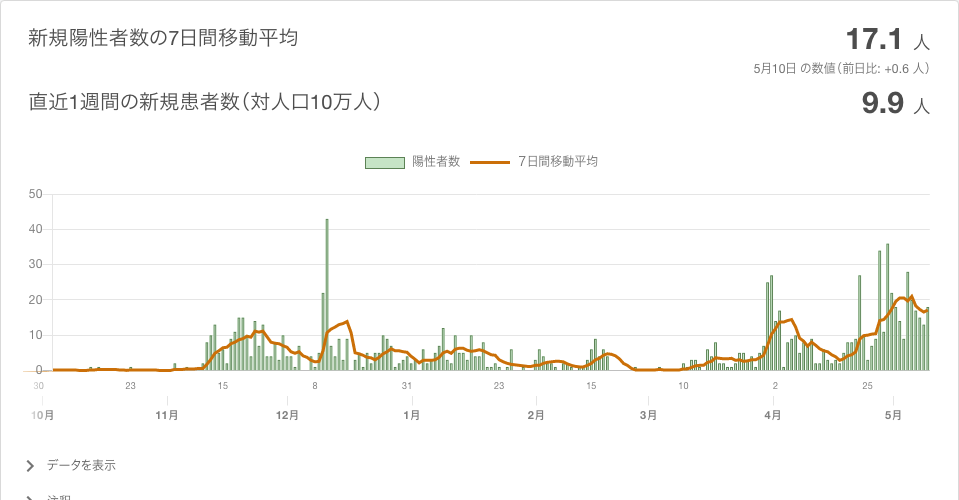 新規陽性者数の7日間移動平均
17.1 人
5月10日 の数値（前日比: +0.6 人）
直近1週間の新規患者数（対人口10万人）
9.9 人
陽性者数 7日間移動平均
50
40
30
20
10
0
30 23 15 8 31 23 15 10 2 25
10月 11月 12月 1月 2月 3月 4月 5月
データを表示
注釈